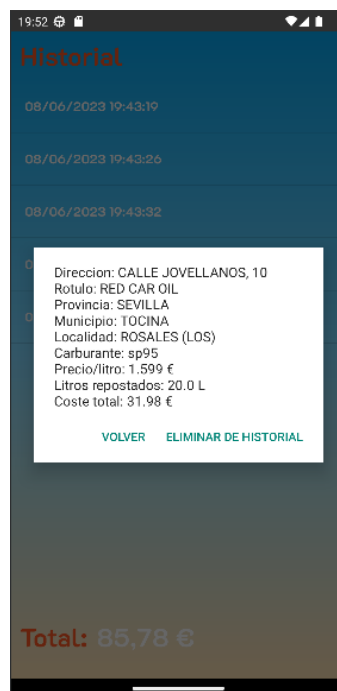 19:52
Historial
08/06/2023 19:43:19
08/06/2023 19:43:26
08/06/2023 19:43:32
0
Direccion: CALLE JOVELLANOS, 10
Rotulo: RED CAR OIL
Provincia: SEVILLA
Municipio: TOCINA
Localidad: ROSALES (LOS)
Carburante: sp95
Precio/litro: 1.599 €
Litros repostados: 20.0 L
Coste total: 31.98 €
0
VOLVER ELIMINAR DE HISTORIAL
Total: 85,78 €